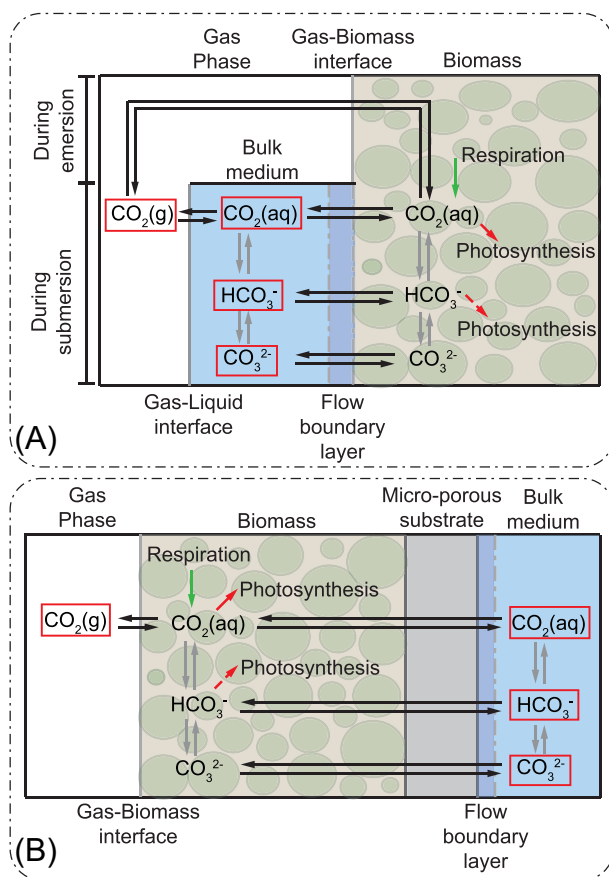 Gas
Phase
Gas-Biomass
interface
Biomass
During
emersion
Bulk
medium
Respiration
CO₂(g)
CO₂(aq)
CO₂(aq)
Photosynthesis
During
submersion
HCO₃⁻
HCO₃⁻
Photosynthesis
CO₃²⁻
CO₃²⁻
(A)
Gas-Liquid
interface
Flow
boundary
layer
Gas
Phase
Biomass
Micro-porous
substrate
Bulk
medium
Respiration
Photosynthesis
CO₂(g)
CO₂(aq)
CO₂(aq)
Photosynthesis
HCO₃⁻
HCO₃⁻
CO₃²⁻
CO₃²⁻
Gas-Biomass
interface
(B)
Flow
boundary
layer